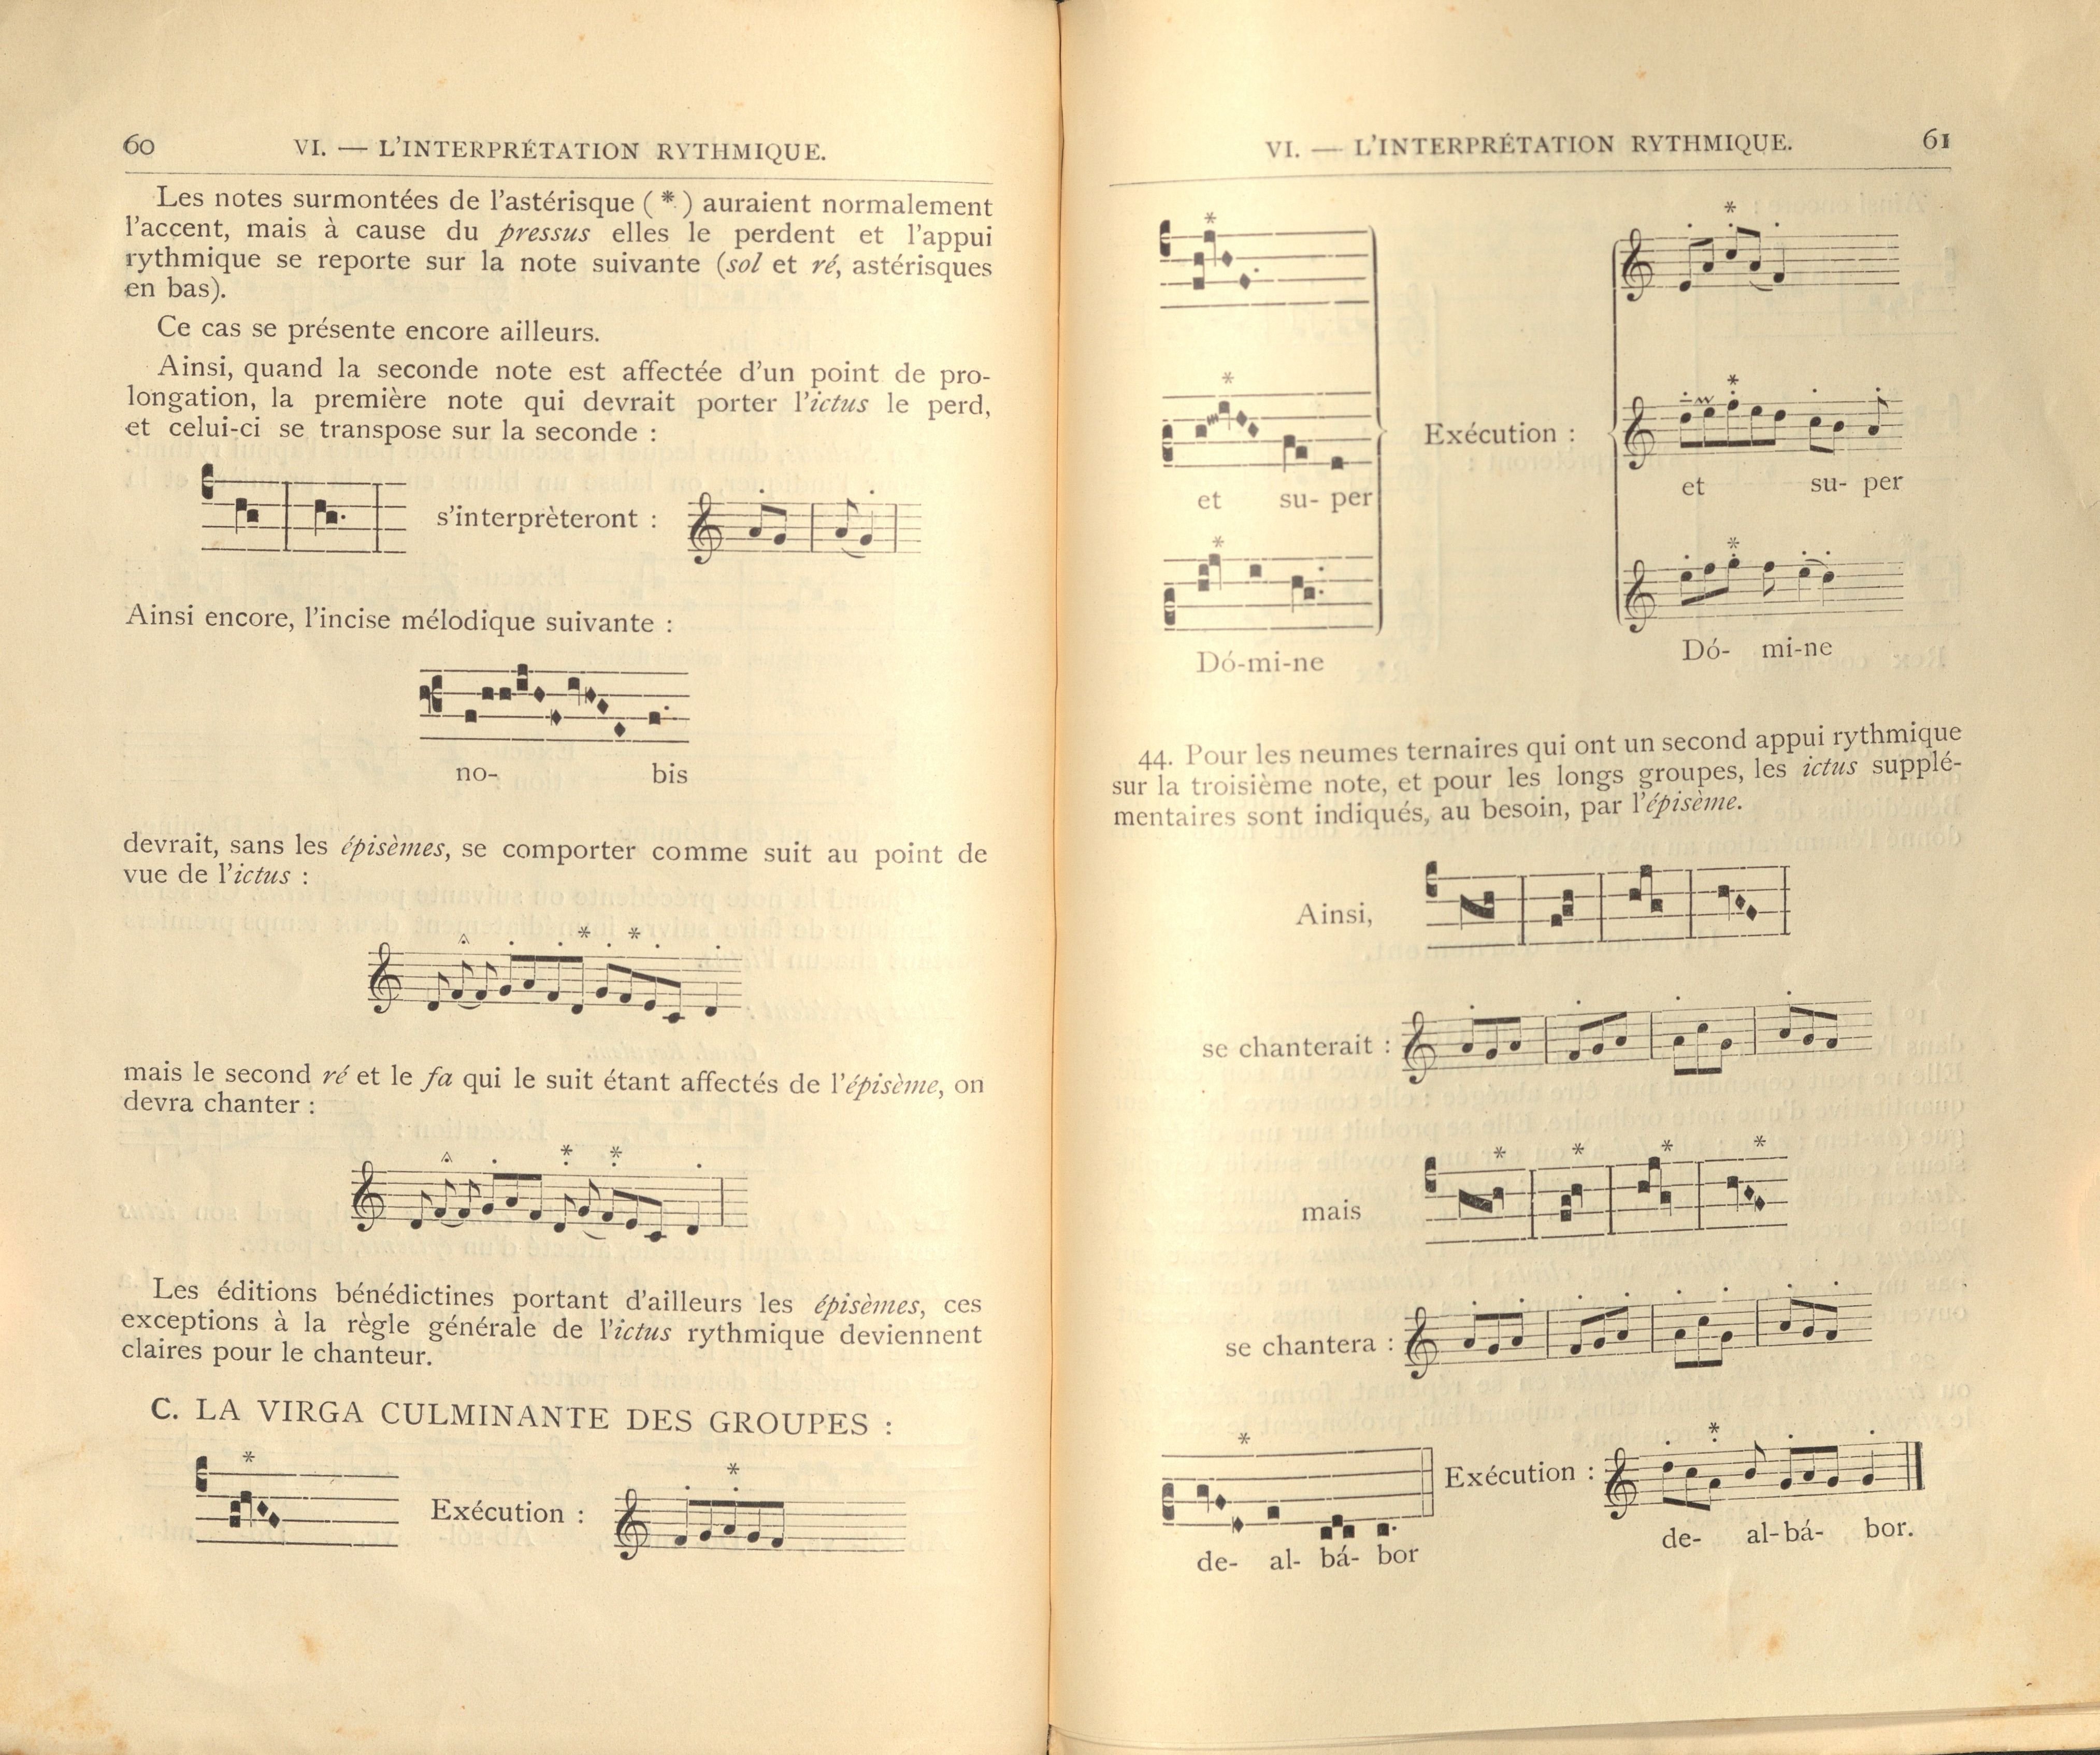 60 VI. — L'INTERPRÉTATION RYTHMIQUE.
Les notes surmontées de l'astérisque ( * ) auraient normalement
l'accent, mais à cause du pressus elles le perdent et l'appui
rythmique se reporte sur la note suivante (sol et ré, astérisques
en bas).
Ce cas se présente encore ailleurs.
Ainsi, quand la seconde note est affectée d'un point de pro-
longation, la première note qui devrait porter l'ictus le perd,
et celui-ci se transpose sur la seconde :
s'interprèteront :
Ainsi encore, l'incise mélodique suivante :
no- bis
devrait, sans les épisèmes, se comporter comme suit au point de
vue de l'ictus :
* *
mais le second ré et le fa qui le suit étant affectés de l'épisème, on
devra chanter :
* *
Les éditions bénédictines portant d'ailleurs les épisèmes, ces
exceptions à la règle générale de l'ictus rythmique deviennent
claires pour le chanteur.
C. LA VIRGA CULMINANTE DES GROUPES :
* *
Exécution :
VI. — L'INTERPRÉTATION RYTHMIQUE. 61
* *
* *
Exécution :
et su- per et su- per
* *
Dó-mi-ne Dó- mi-ne
44. Pour les neumes ternaires qui ont un second appui rythmique
sur la troisième note, et pour les longs groupes, les ictus supplé-
mentaires sont indiqués, au besoin, par l'épisème.
Ainsi,
se chanterait :
* * * *
mais
se chantera :
* *
Exécution :
de- al- bá- bor de- al-bá- bor.